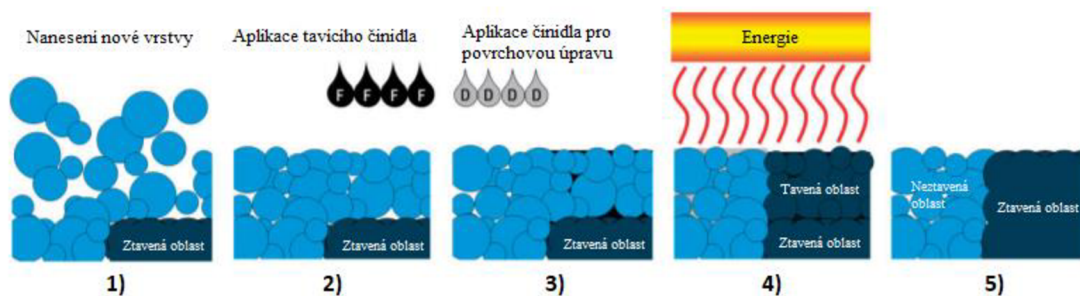 Nanesení nové vrstvy
Aplikace tavicího činidla
Aplikace činidla pro
povrchovou úpravu
Energie
F F F F
D D D D
Neztavená
oblast
Tavená oblast
Ztavená oblast
Ztavená oblast
Ztavená oblast
Ztavená oblast
Ztavená oblast
1)
2)
3)
4)
5)